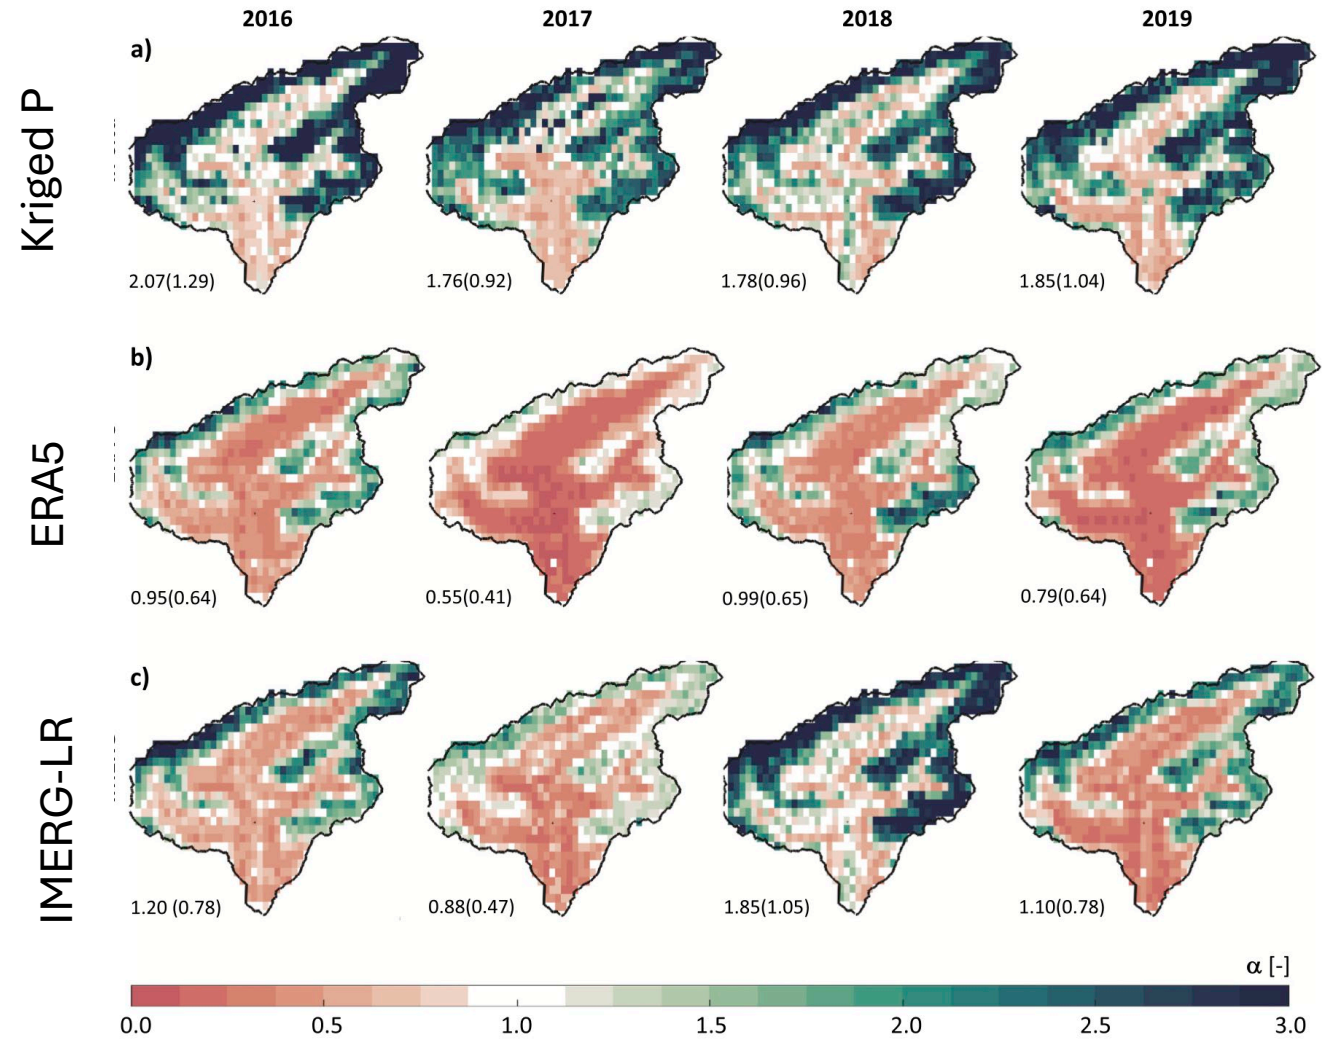 2016 2017 2018 2019
a)
Kriged P
2.07(1.29) 1.76(0.92) 1.78(0.96) 1.85(1.04)
b)
ERA5
0.95(0.64) 0.55(0.41) 0.99(0.65) 0.79(0.64)
c)
IMERG-LR
1.20 (0.78) 0.88(0.47) 1.85(1.05) 1.10(0.78)
α [-]
0.0 0.5 1.0 1.5 2.0 2.5 3.0